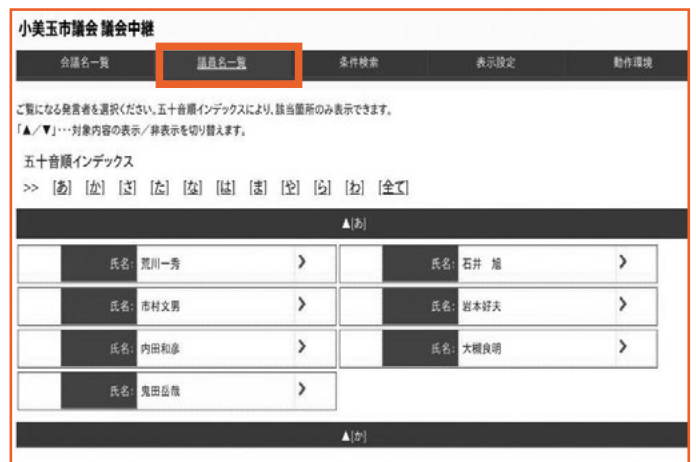 小美玉市議会 議会中継
会議名一覧 議員名一覧 条件検索 表示設定 動作環境
ご覧になる発言者を選択ください。五十音順インデックスにより、該当箇所のみ表示できます。
「▲/▼」・・・対象内容の表示/非表示を切り替えます。
五十音順インデックス
>> [あ] [か] [さ] [た] [な] [は] [ま] [や] [ら] [わ] [全て]
▲[あ]
氏名: 荒川一秀 氏名: 石井 旭
氏名: 市村文男 氏名: 岩本好夫
氏名: 内田和彦 氏名: 大槻良明
氏名: 鬼田岳哉
▲[か]